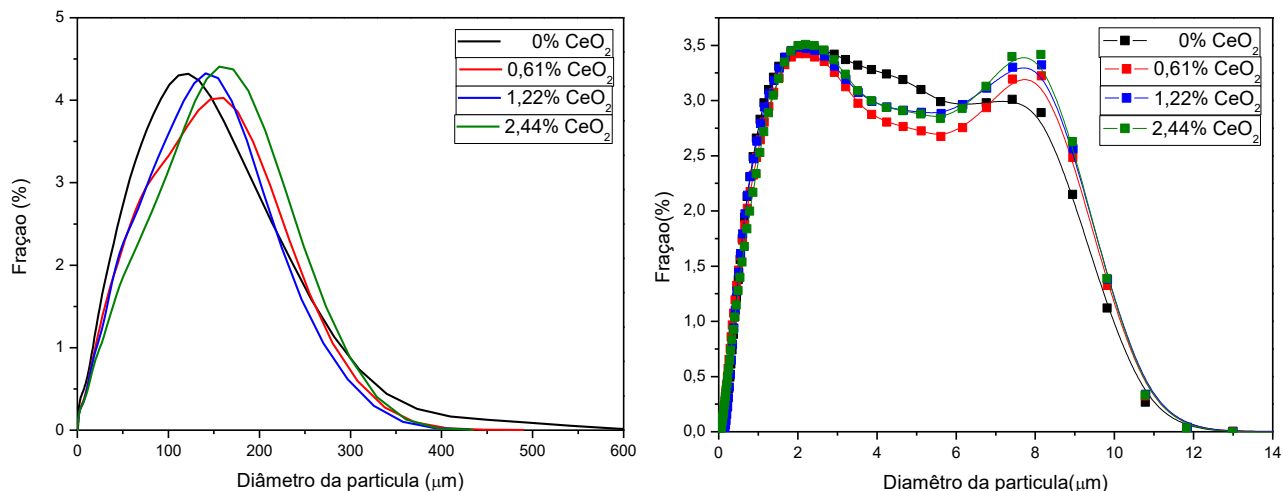 5
4
3
2
1
0
Fraçao (%)
0 100 200 300 400 500 600
Diâmetro da particula (μm)
0% CeO₂
0,61% CeO₂
1,22% CeO₂
2,44% CeO₂
3,5
3,0
2,5
2,0
1,5
1,0
0,5
0,0
Fraçao(%)
0 2 4 6 8 10 12 14
Diamêtro da particula(μm)
0% CeO₂
0,61% CeO₂
1,22% CeO₂
2,44% CeO₂